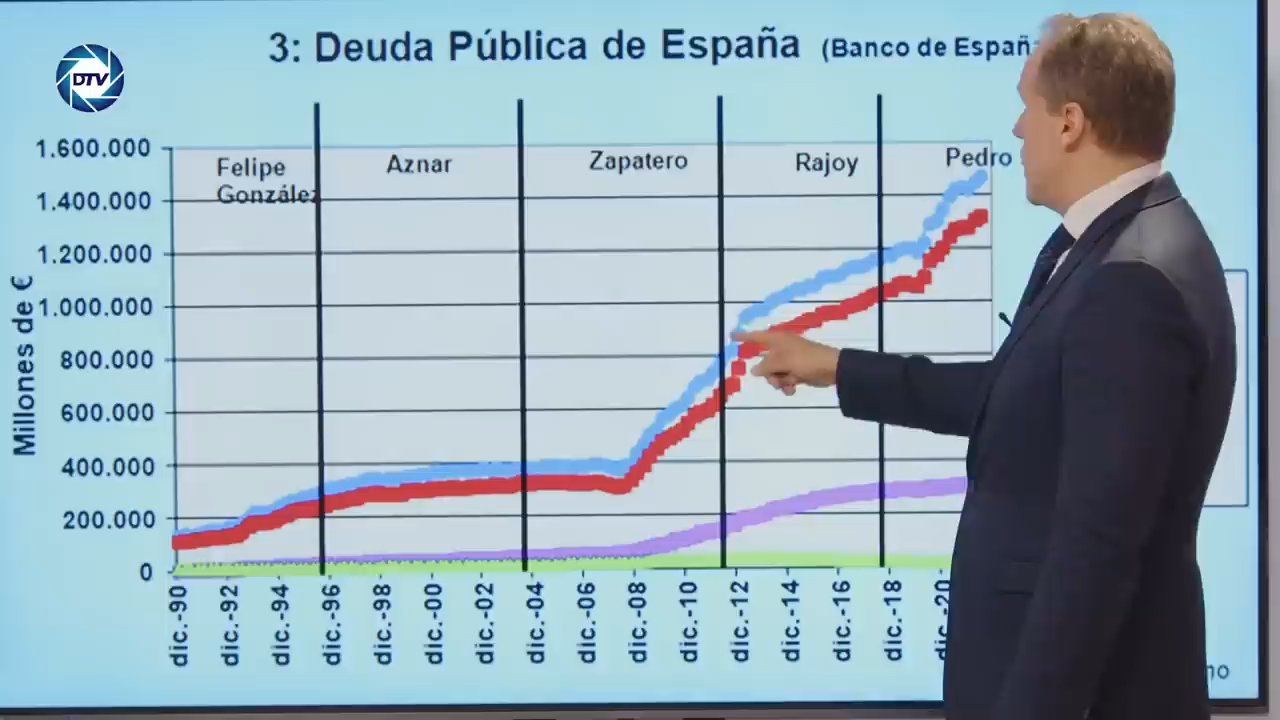 3: Deuda Pública de España (Banco de Españ
DTV
Millones de €
1.600.000
1.400.000
1.200.000
1.000.000
800.000
600.000
400.000
200.000
0
Felipe
González
Aznar
Zapatero
Rajoy
Pedro
dic.-90
dic.-92
dic.-94
dic.-96
dic.-98
dic.-00
dic.-02
dic.-04
dic.-06
dic.-08
dic.-10
dic.-12
dic.-14
dic.-16
dic.-18
dic.-20